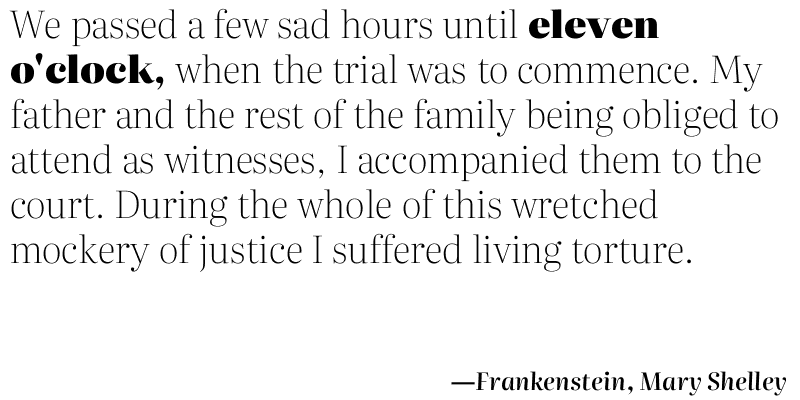 We passed a few sad hours until eleven
o'clock, when the trial was to commence. My
father and the rest of the family being obliged to
attend as witnesses, I accompanied them to the
court. During the whole of this wretched
mockery of justice I suffered living torture.
—Frankenstein, Mary Shelley